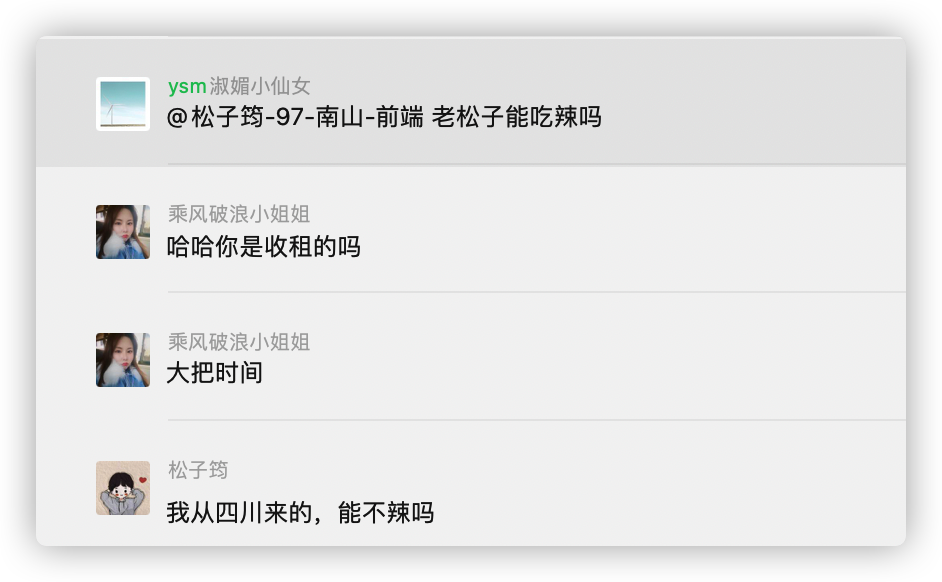 ysm淑媚小仙女
@松子筠-97-南山-前端 老松子能吃辣吗
乘风破浪小姐姐
哈哈你是收租的吗
乘风破浪小姐姐
大把时间
松子筠
我从四川来的，能不辣吗